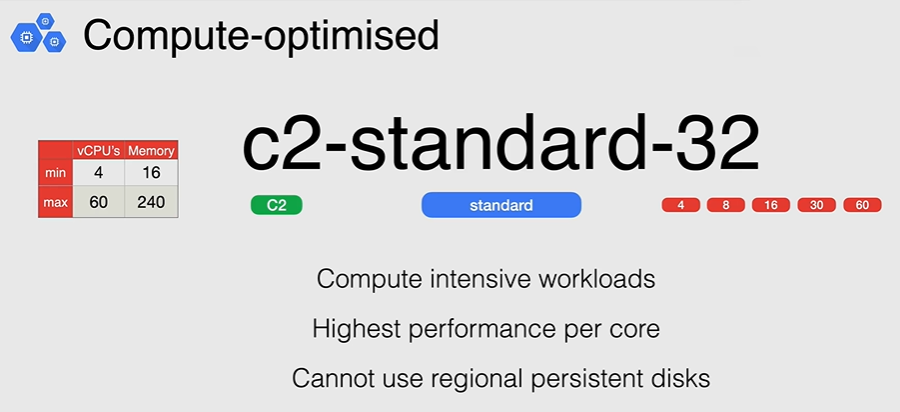 Compute-optimised
c2-standard-32
vCPU's Memory
min 4 16
max 60 240
C2 standard 4 8 16 30 60
Compute intensive workloads
Highest performance per core
Cannot use regional persistent disks